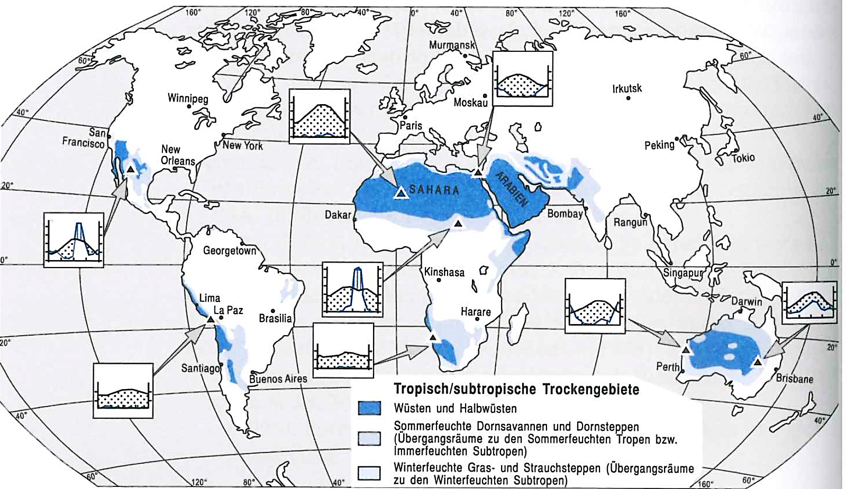 160° 120° 80° 40° 0 40° 80° 120° 160°
Murmansk
60° 60°
Winnipeg
Moskau
Irkutsk
Paris
40° 40°
San
Francisco
New York
New
Orleans
Peking
Tokio
SAHARA
ARABIEN
20° 20°
Dakar
Bombay
Rangun
Georgetown
0° 0°
Kinshasa
Singapur
Lima
La Paz
Brasilia
Harare
Darwin
20° 20°
Santiago
Buenos Aires
Perth
Brisbane
40° 40°
Tropisch/subtropische Trockengebiete
Wüsten und Halbwüsten
Sommerfeuchte Dornsavannen und Dornsteppen
(Übergangsräume zu den Sommerfeuchten Tropen bzw.
Immerfeuchten Subtropen)
Winterfeuchte Gras- und Strauchsteppen (Übergangsräume
zu den Winterfeuchten Subtropen)
60° 120° 80° 40° 160° 60°